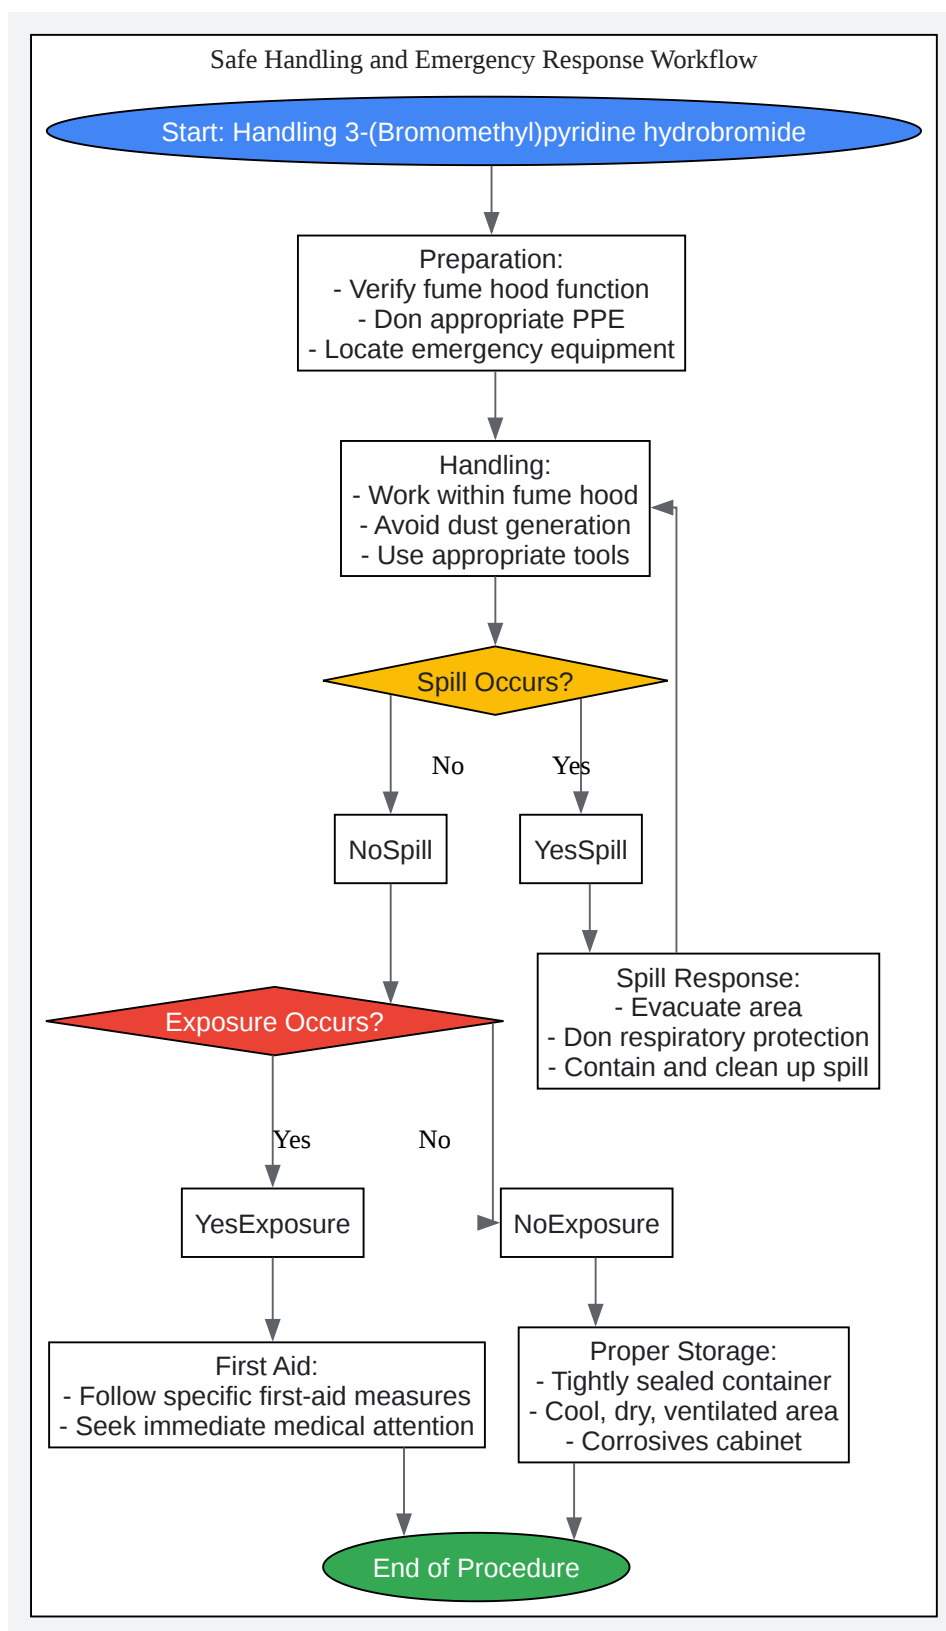 Safe Handling and Emergency Response Workflow
Start: Handling 3-(Bromomethyl)pyridine hydrobromide
Preparation:
- Verify fume hood function
- Don appropriate PPE
- Locate emergency equipment
Handling:
- Work within fume hood
- Avoid dust generation
- Use appropriate tools
Spill Occurs?
No
Yes
NoSpill
YesSpill
Spill Response:
- Evacuate area
- Don respiratory protection
- Contain and clean up spill
Exposure Occurs?
Yes
No
YesExposure
NoExposure
First Aid:
- Follow specific first-aid measures
- Seek immediate medical attention
Proper Storage:
- Tightly sealed container
- Cool, dry, ventilated area
- Corrosives cabinet
End of Procedure